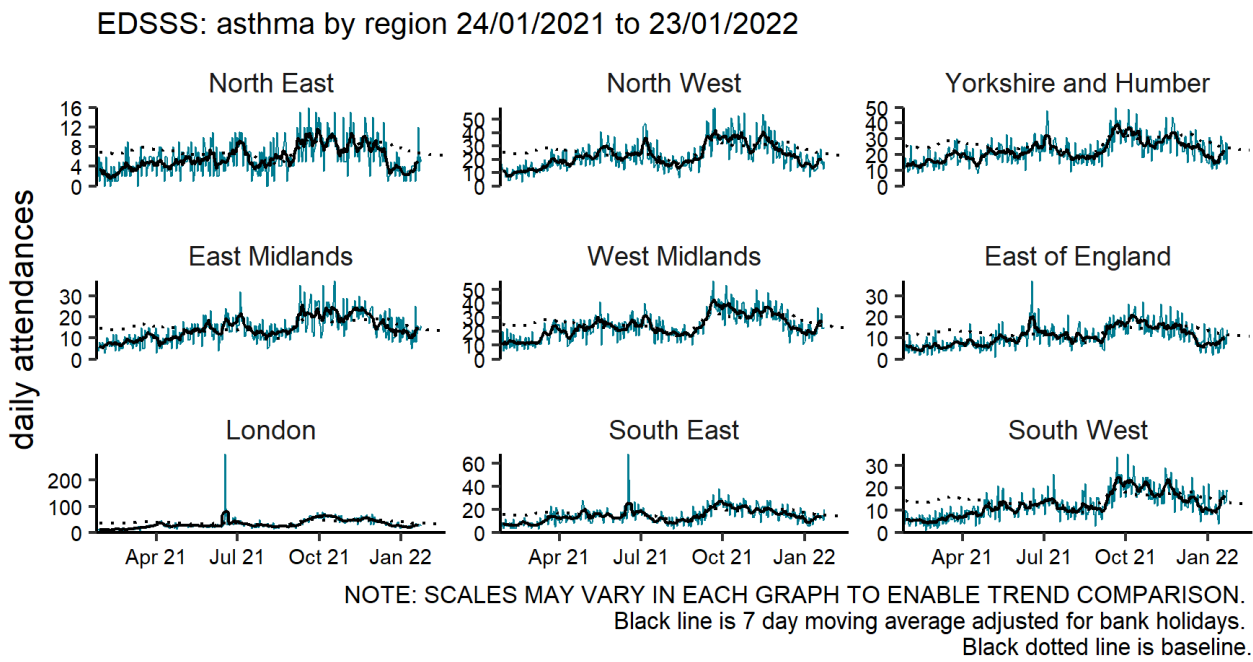 EDSSS: asthma by region 24/01/2021 to 23/01/2022
daily attendances
North East
16
12
8
4
0
North West
50
40
30
20
10
0
Yorkshire and Humber
50
40
30
20
10
0
East Midlands
30
20
10
0
West Midlands
50
40
30
20
10
0
East of England
30
20
10
0
London
200
100
0
Apr 21 Jul 21 Oct 21 Jan 22
South East
60
40
20
0
Apr 21 Jul 21 Oct 21 Jan 22
South West
30
20
10
0
Apr 21 Jul 21 Oct 21 Jan 22
NOTE: SCALES MAY VARY IN EACH GRAPH TO ENABLE TREND COMPARISON.
Black line is 7 day moving average adjusted for bank holidays.
Black dotted line is baseline.